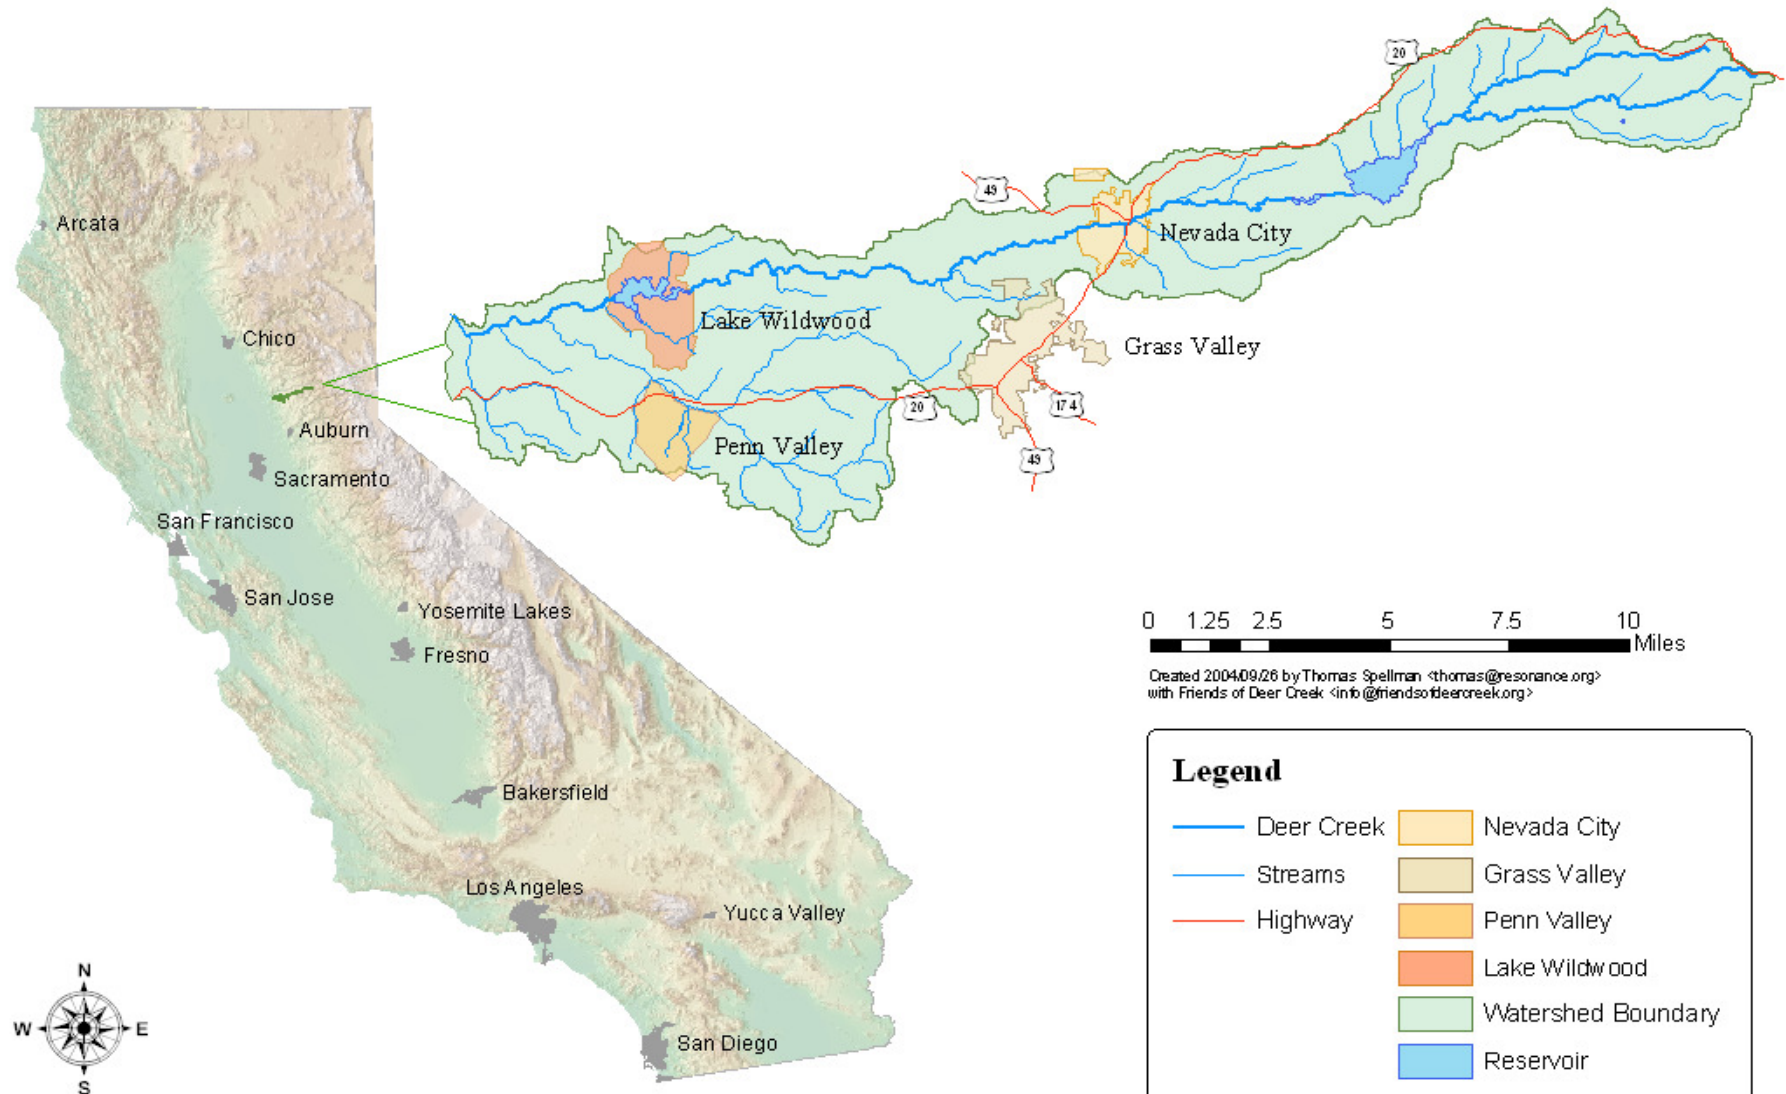 20
49
Nevada City
Lake Wildwood
Grass Valley
20
174
Penn Valley
49
Arcata
Chico
Auburn
Sacramento
San Francisco
San Jose
Yosemite Lakes
Fresno
Bakersfield
Los Angeles
Yucca Valley
San Diego
N
W E
S
0 1.25 2.5 5 7.5 10
Miles
Created 2004/09/26 by Thomas Spellman <thomas@resonance.org>
with Friends of Deer Creek <info@friendsofdeercreek.org>
Legend
Deer Creek
Streams
Highway
Nevada City
Grass Valley
Penn Valley
Lake Wildwood
Watershed Boundary
Reservoir